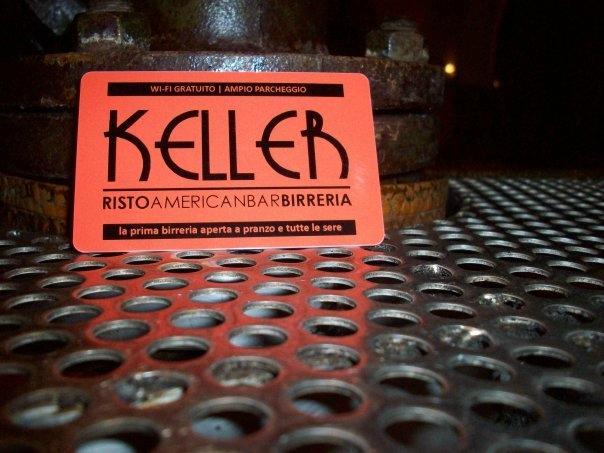 WI-FI GRATUITO | AMPIO PARCHEGGIO
KELLER
RISTOAMERICANBARBIRRERIA
la prima birreria aperta a pranzo e tutte le sere